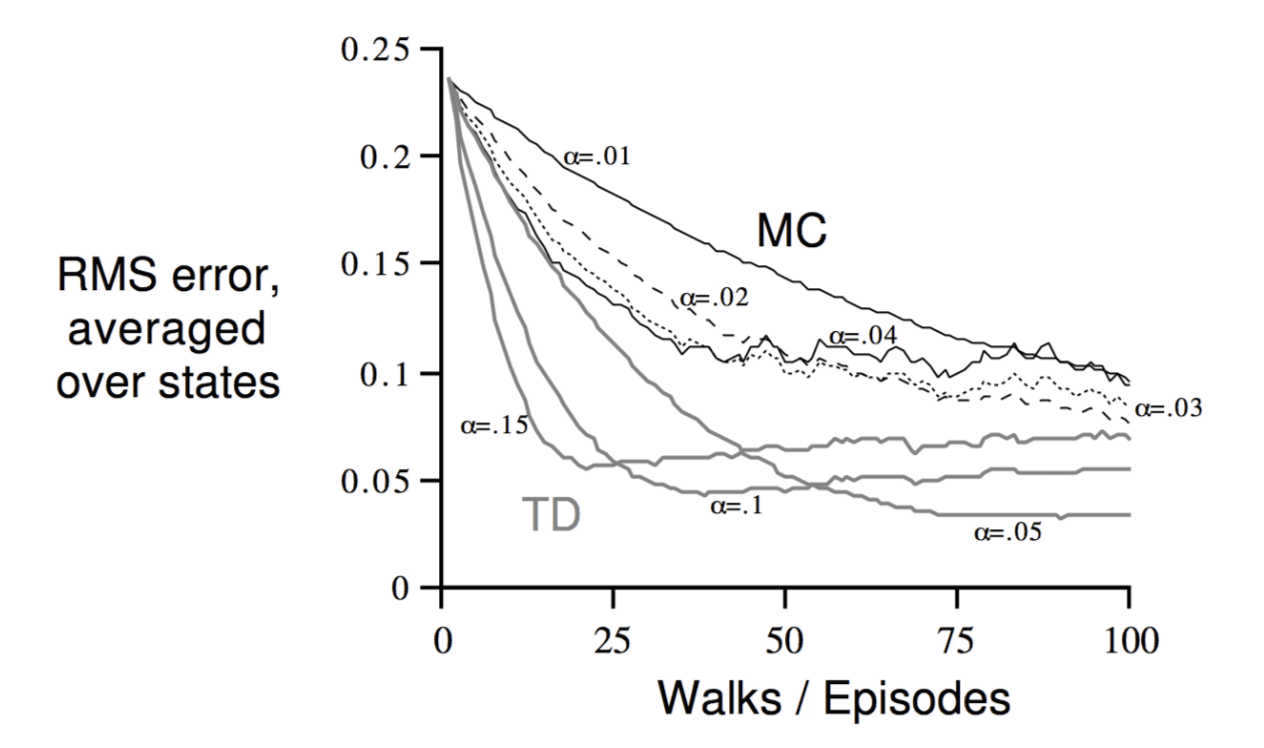 0.25
0.2
0.15
0.1
0.05
0
RMS error,
averaged
over states
α=.01
MC
α=.02
α=.04
α=.03
α=.15
TD
α=.1
α=.05
0 25 50 75 100
Walks / Episodes